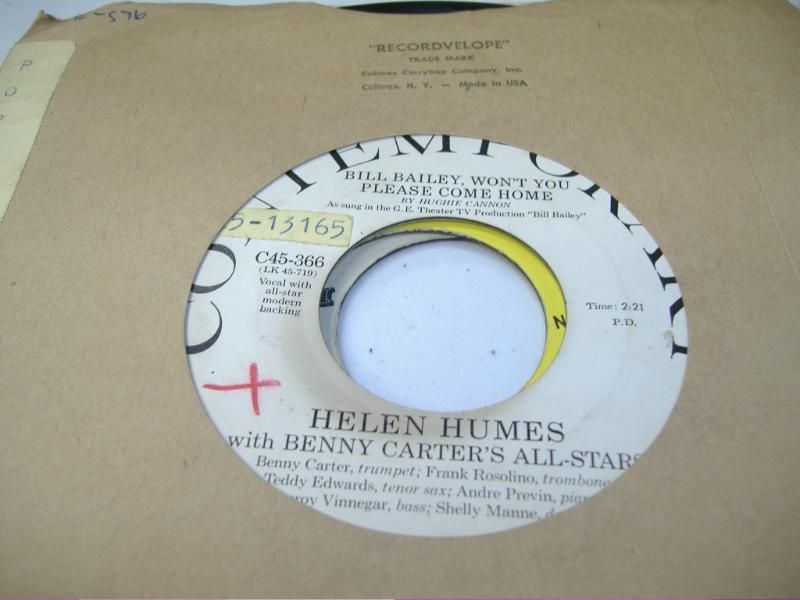 "RECORDVELOPE"
TRADE MARK
Cohoes Carrybag Company, Inc.
Cohoes, N. Y. — Made in USA
P
O
CONTEMPORARY
BILL BAILEY, WON'T YOU
PLEASE COME HOME
BY HUGHIE CANNON
As sung in the G.E. Theater TV Production "Bill Bailey"
5-13165
C45-366
(LK 45-719)
Vocal with
all-star
modern
backing
Time: 2:21
P.D.
HELEN HUMES
with BENNY CARTER'S ALL-STARS
Benny Carter, trumpet; Frank Rosolino, trombone
Teddy Edwards, tenor sax; Andre Previn,
Vinnegar, bass; Shelly Manne,